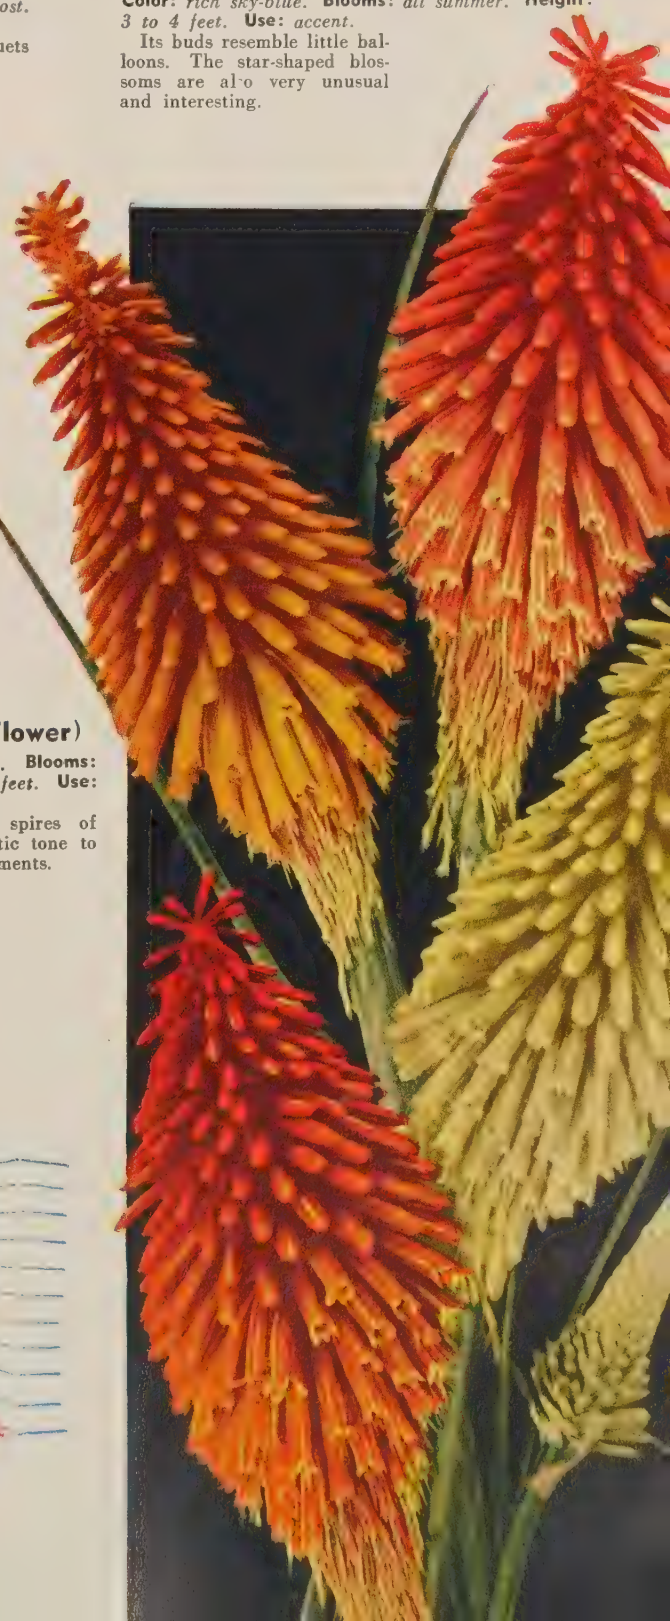 ost.
uets
Color: rich sky-blue. Blooms: all summer. Height:
3 to 4 feet. Use: accent.
Its buds resemble little bal-
loons. The star-shaped blos-
soms are al o very unusual
and interesting.
lower)
. Blooms:
feet. Use:
spires of
tic tone to
ments.